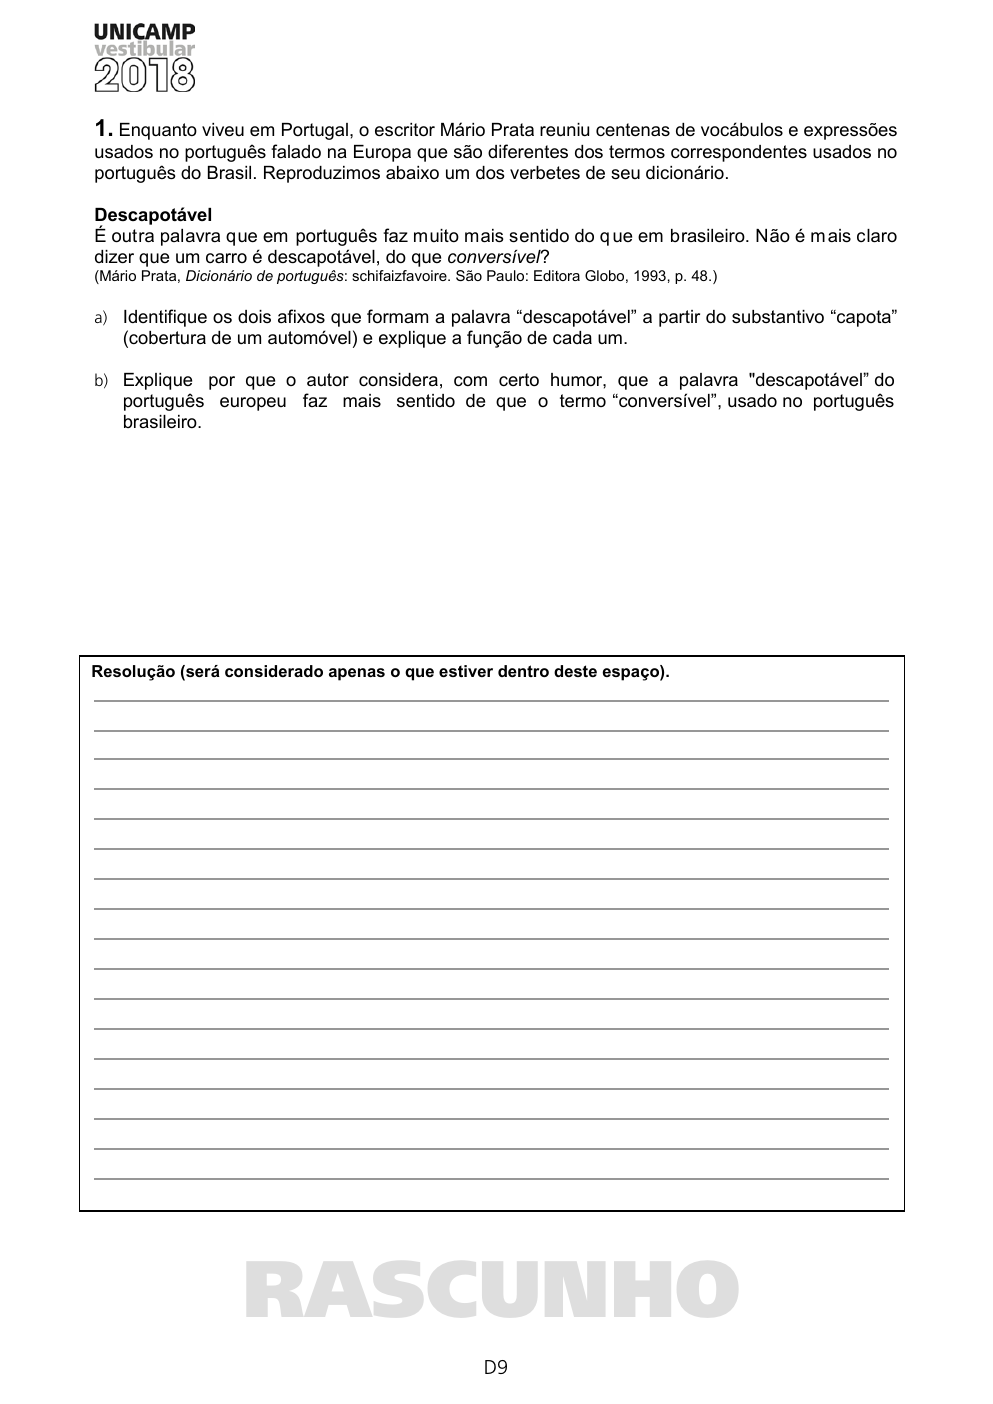 UNICAMP
vestibular
2018
1. Enquanto viveu em Portugal, o escritor Mário Prata reuniu centenas de vocábulos e expressões
usados no português falado na Europa que são diferentes dos termos correspondentes usados no
português do Brasil. Reproduzimos abaixo um dos verbetes de seu dicionário.
Descapotável
É outra palavra que em português faz muito mais sentido do que em brasileiro. Não é mais claro
dizer que um carro é descapotável, do que conversível?
(Mário Prata, Dicionário de português: schifaizfavoire. São Paulo: Editora Globo, 1993, p. 48.)
a) Identifique os dois afixos que formam a palavra “descapotável” a partir do substantivo “capota”
(cobertura de um automóvel) e explique a função de cada um.
b) Explique por que o autor considera, com certo humor, que a palavra "descapotável” do
português europeu faz mais sentido de que o termo “conversível”, usado no português
brasileiro.
Resolução (será considerado apenas o que estiver dentro deste espaço).
RASCUNHO
D9